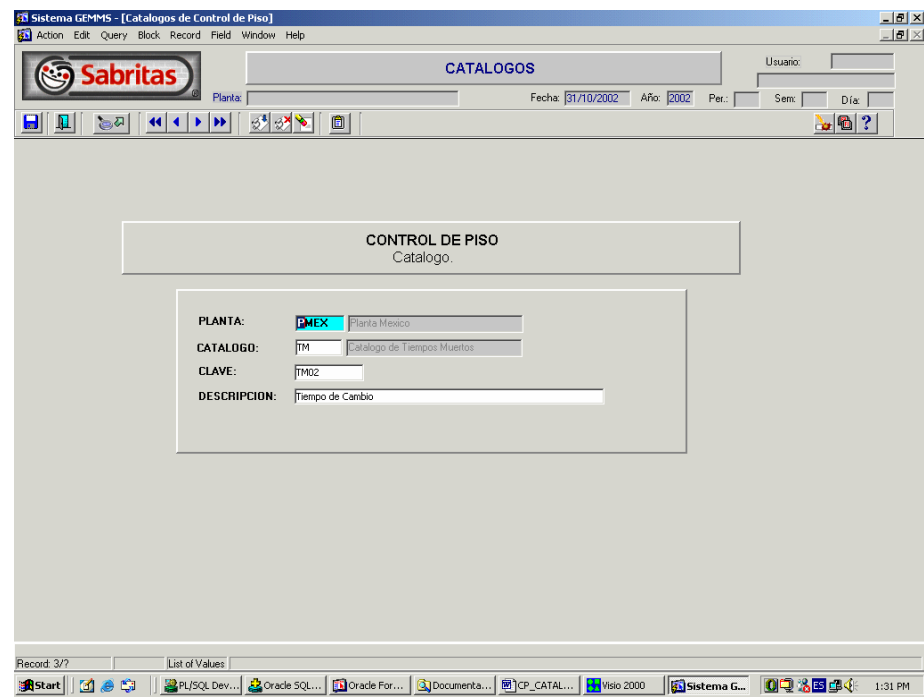 Sistema GEMMS - [Catalogos de Control de Piso]
Action Edit Query Block Record Field Window Help
Sabritas
CATALOGOS
Usuario:
Planta:
Fecha: 31/10/2002 Año: 2002 Per.: Sem: Día:
CONTROL DE PISO
Catalogo.
PLANTA: PMEX Planta Mexico
CATALOGO: TM Catalogo de Tiempos Muertos
CLAVE: TM02
DESCRIPCION: Tiempo de Cambio
Record: 3/? List of Values
Start PL/SQL Dev... Oracle SQL... Oracle For... Documenta... CP_CATAL... Visio 2000 Sistema G... ES 1:31 PM